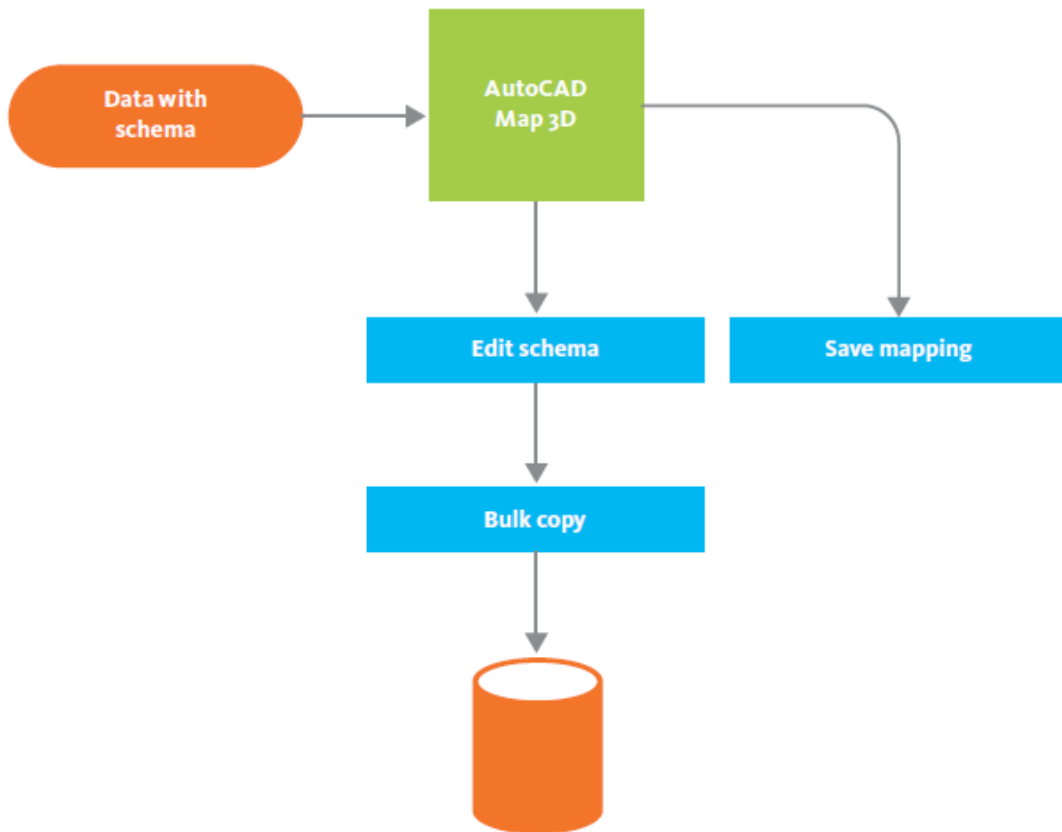 Data with
schema
AutoCAD
Map 3D
Edit schema
Save mapping
Bulk copy